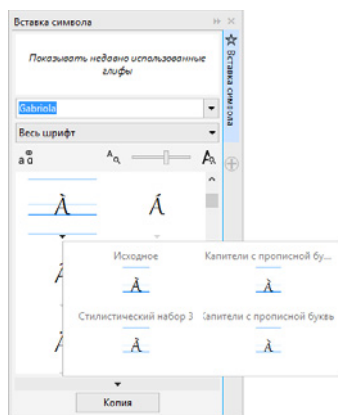 Вставка символа
Показывать недавно использованные
глифы
Gabriola
Весь шрифт
À Á
Исходное Капители с прописной бу...
À À
Стилистический набор 3 Капители с прописной буквы
À À
Копия
Вставка символа